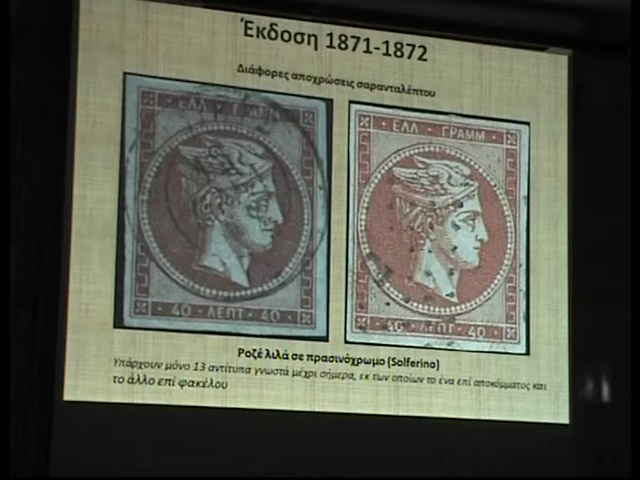 Έκδοση 1871-1872
Διάφορες αποχρώσεις σαρανταλέπτου
ΕΛΛ · ΓΡΑΜΜ
ΕΛΛ · ΓΡΑΜΜ
40 · ΛΕΠΤ · 40
40 · ΛΕΠΤ · 40
Ροζέ λιλά σε πρασινόχρωμο (Solferino)
Υπάρχουν μόνο 13 αντίτυπα γνωστά μέχρι σήμερα, εκ των οποίων το ένα επί αποκόμματος και
το άλλο επί φακέλου